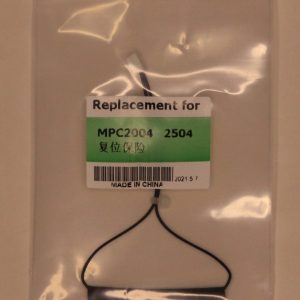 Replacement for
MPC2004 2504
复位保险
2021.5.7
MADE IN CHINA